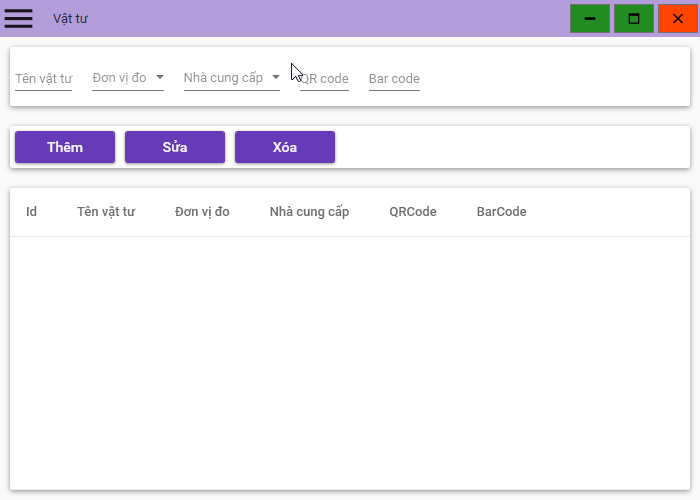 Vật tư
Tên vật tư Đơn vị đo Nhà cung cấp QR code Bar code
Thêm Sửa Xóa
Id Tên vật tư Đơn vị đo Nhà cung cấp QRCode BarCode